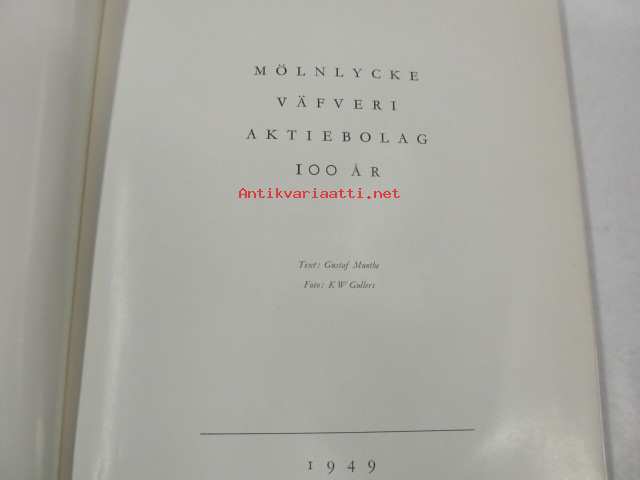 MÖLNLYCKE
VÄFVERI
AKTIEBOLAG
100 ÅR
Antikvariaatti.net
Text: Gustaf Munthe
Foto: K W Gullers
1949